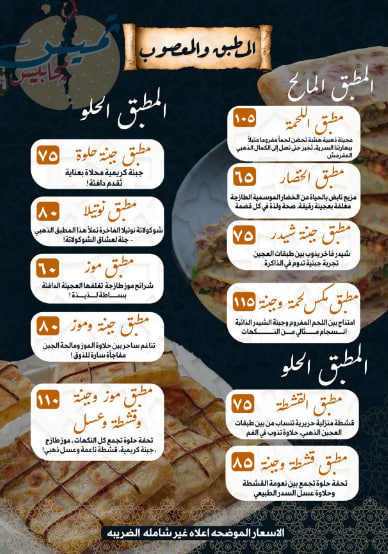 تميس
خابيس
المطبق والمعصوب
المطبق المالح
مطبق اللحمة
١٠٥
عجينة ذهبية هشة تحضن لحماً مفروماً متبلاً
ببهارتنا السرية، تُخبز حتى تصل إلى الكمال الذهبي
المقرمش
مطبق الخضار
٦٥
مزيج نابض بالحياة من الخضار الموسمية الطازجة
مغلفة بعجينة رقيقة، صحة ولذة في كل قضمة
مطبق جبنة شيدر
٧٥
شيدر فاخر يذوب بين طبقات العجين
تجربة جبنية تدوم في الذاكرة
مطبق مكس لحمة وجبنة
١١٥
امتزاج بين اللحم المفروم وجبنة الشيدر الذائبة
انسجام مثالي من النكهات
المطبق الحلو
مطبق القشطة
٧٥
قشطة منزلية حريرية تنساب من بين طبقات
العجين الذهبي، حلاوة تذوب في الفم
مطبق قشطة وجبنة
٨٥
تحفة حلوة تجمع بين نعومة القشطة
وحلاوة عسل السدر الطبيعي
المطبق الحلو
مطبق جبنة حلوة
٧٥
جبنة كريمية محلاة بعناية
تُقدم دافئة!
مطبق نوتيلا
٨٠
شوكولاتة نوتيلا الفاخرة تملأ هذا المطبق الذهبي
- جنة لعشاق الشوكولاتة!
مطبق موز
٦٠
شرائح موز طازجة تغلفها العجينة الدافئة
بساطة لذيذة!
مطبق جبنة وموز
٨٠
تناغم ساحر بين حلاوة الموز ومالحة الجبن
مفاجأة سارة للذوق!
مطبق موز وجبنة
وقشطة وعسل
١١٠
تحفة حلوة تجمع كل النكهات . موز طازج
، جبنة كريمية، قشطة ناعمة وعسل ذهبي!
الاسعار الموضحه اعلاه غير شامله الضريبه